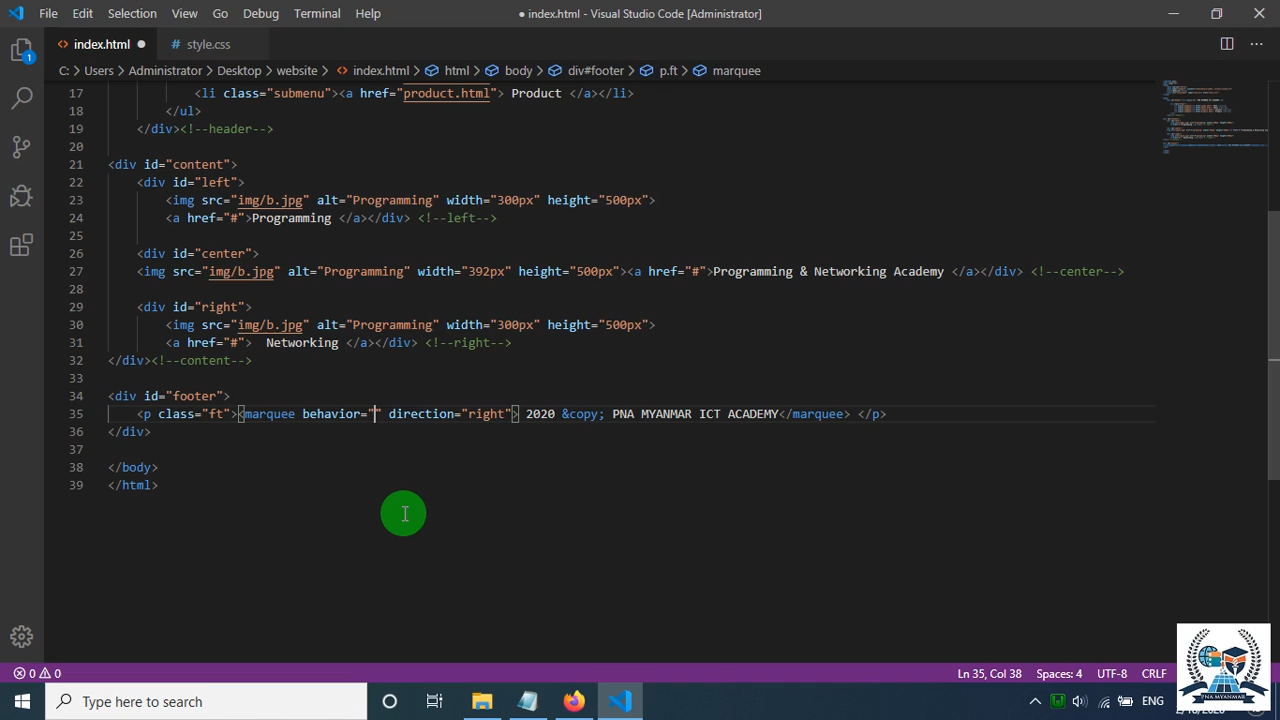 File Edit Selection View Go Debug Terminal Help ● index.html - Visual Studio Code [Administrator]
index.html ● style.css
C: > Users > Administrator > Desktop > website > index.html > html > body > div#footer > p.ft > marquee
17 <li class="submenu"><a href="product.html"> Product </a></li>
18 </ul>
19 </div><!--header-->
20
21 <div id="content">
22 <div id="left">
23 <img src="img/b.jpg" alt="Programming" width="300px" height="500px">
24 <a href="#">Programming </a></div> <!--left-->
25
26 <div id="center">
27 <img src="img/b.jpg" alt="Programming" width="392px" height="500px"><a href="#">Programming & Networking Academy </a></div> <!--center-->
28
29 <div id="right">
30 <img src="img/b.jpg" alt="Programming" width="300px" height="500px">
31 <a href="#">  Networking </a></div> <!--right-->
32 </div><!--content-->
33
34 <div id="footer">
35 <p class="ft"><marquee behavior="" direction="right"> 2020 &copy; PNA MYANMAR ICT ACADEMY</marquee> </p>
36 </div>
37
38 </body>
39 </html>
1
0 0 Ln 35, Col 38 Spaces: 4 UTF-8 CRLF
PNA MYANMAR
Type here to search ENG